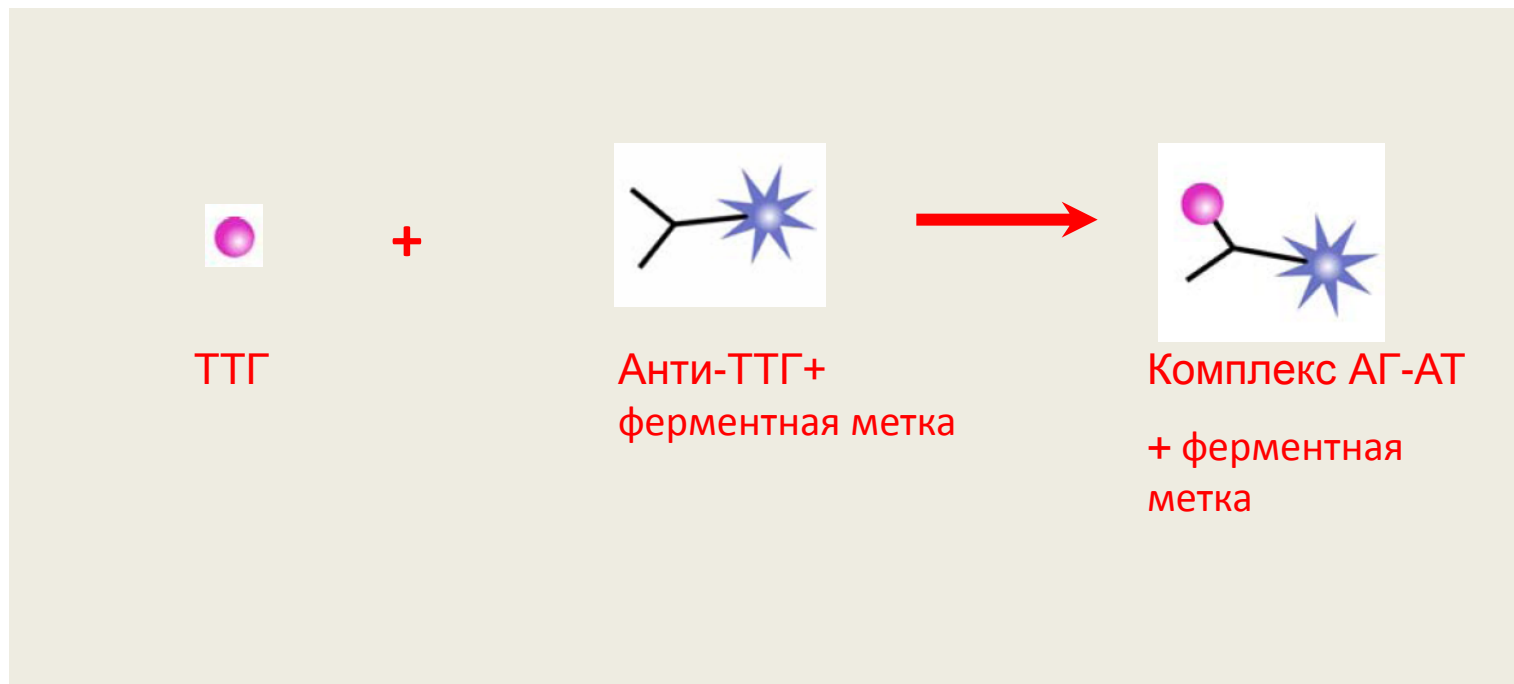 +
ТТГ
Анти-ТТГ+
ферментная метка
Комплекс АГ-АТ
+ ферментная
метка